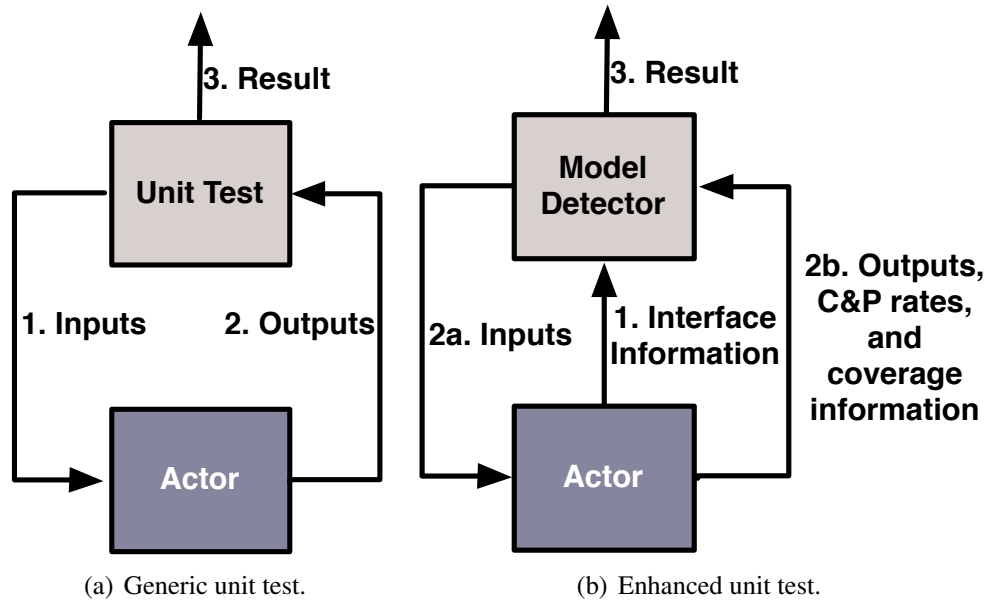 3. Result
Unit Test
1. Inputs
2. Outputs
Actor
(a) Generic unit test.
3. Result
Model
Detector
2a. Inputs
1. Interface
Information
2b. Outputs,
C&P rates,
and
coverage
information
Actor
(b) Enhanced unit test.